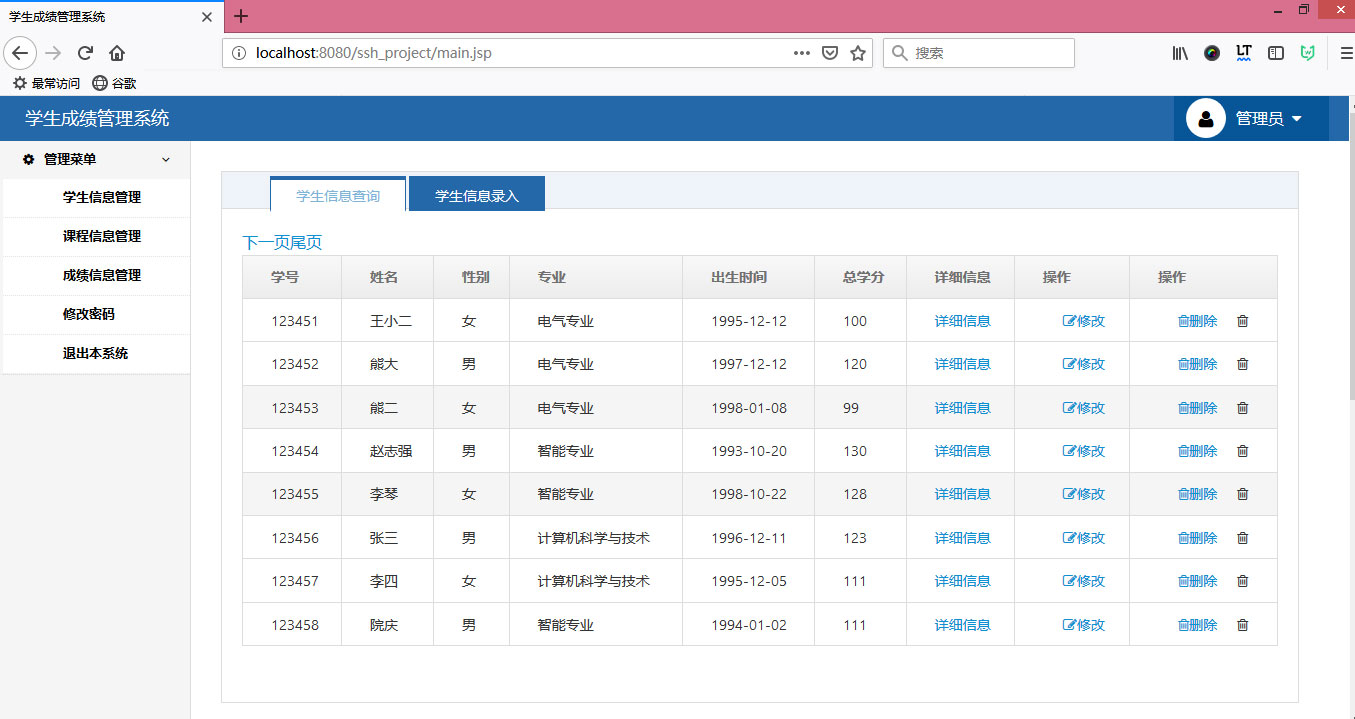 学生成绩管理系统
localhost:8080/ssh_project/main.jsp
搜索
LT
最常访问 谷歌
学生成绩管理系统
管理员
管理菜单
学生信息管理
课程信息管理
成绩信息管理
修改密码
退出本系统
学生信息查询 学生信息录入
下一页尾页
学号 姓名 性别 专业 出生时间 总学分 详细信息 操作 操作
123451 王小二 女 电气专业 1995-12-12 100 详细信息 修改 删除
123452 熊大 男 电气专业 1997-12-12 120 详细信息 修改 删除
123453 熊二 女 电气专业 1998-01-08 99 详细信息 修改 删除
123454 赵志强 男 智能专业 1993-10-20 130 详细信息 修改 删除
123455 李琴 女 智能专业 1998-10-22 128 详细信息 修改 删除
123456 张三 男 计算机科学与技术 1996-12-11 123 详细信息 修改 删除
123457 李四 女 计算机科学与技术 1995-12-05 111 详细信息 修改 删除
123458 院庆 男 智能专业 1994-01-02 111 详细信息 修改 删除